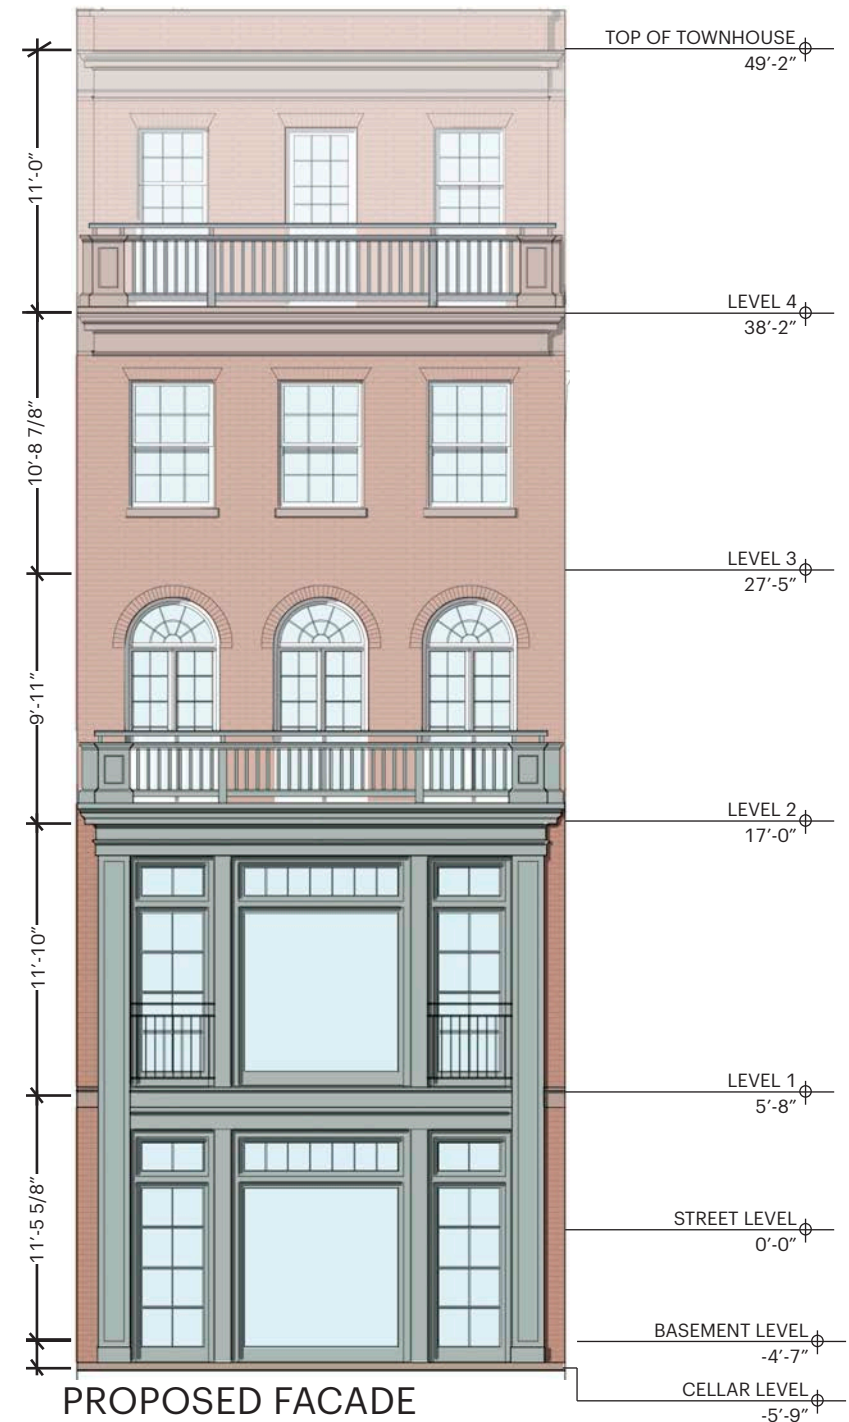 TOP OF TOWNHOUSE
49'-2"
11'-0"
LEVEL 4
38'-2"
10'-8 7/8"
LEVEL 3
27'-5"
9'-11"
LEVEL 2
17'-0"
11'-10"
LEVEL 1
5'-8"
11'-5 5/8"
STREET LEVEL
0'-0"
BASEMENT LEVEL
-4'-7"
CELLAR LEVEL
-5'-9"
PROPOSED FACADE